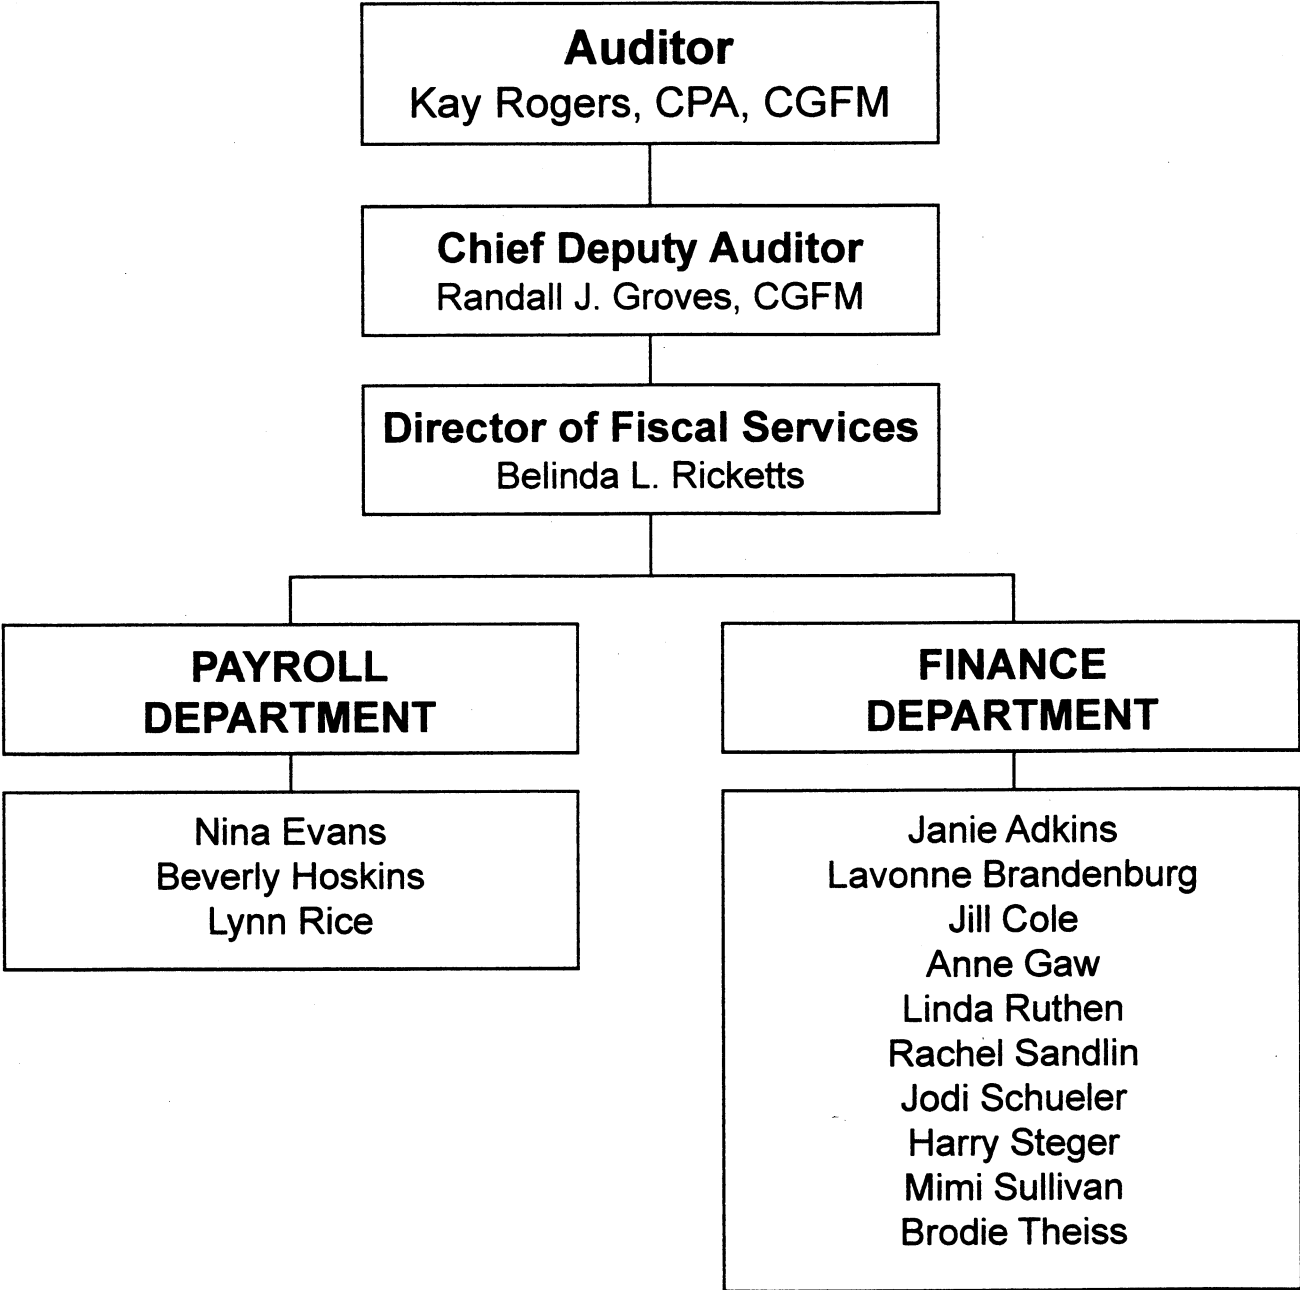 Auditor
Kay Rogers, CPA, CGFM
Chief Deputy Auditor
Randall J. Groves, CGFM
Director of Fiscal Services
Belinda L. Ricketts
PAYROLL
DEPARTMENT
Nina Evans
Beverly Hoskins
Lynn Rice
FINANCE
DEPARTMENT
Janie Adkins
Lavonne Brandenburg
Jill Cole
Anne Gaw
Linda Ruthen
Rachel Sandlin
Jodi Schueler
Harry Steger
Mimi Sullivan
Brodie Theiss